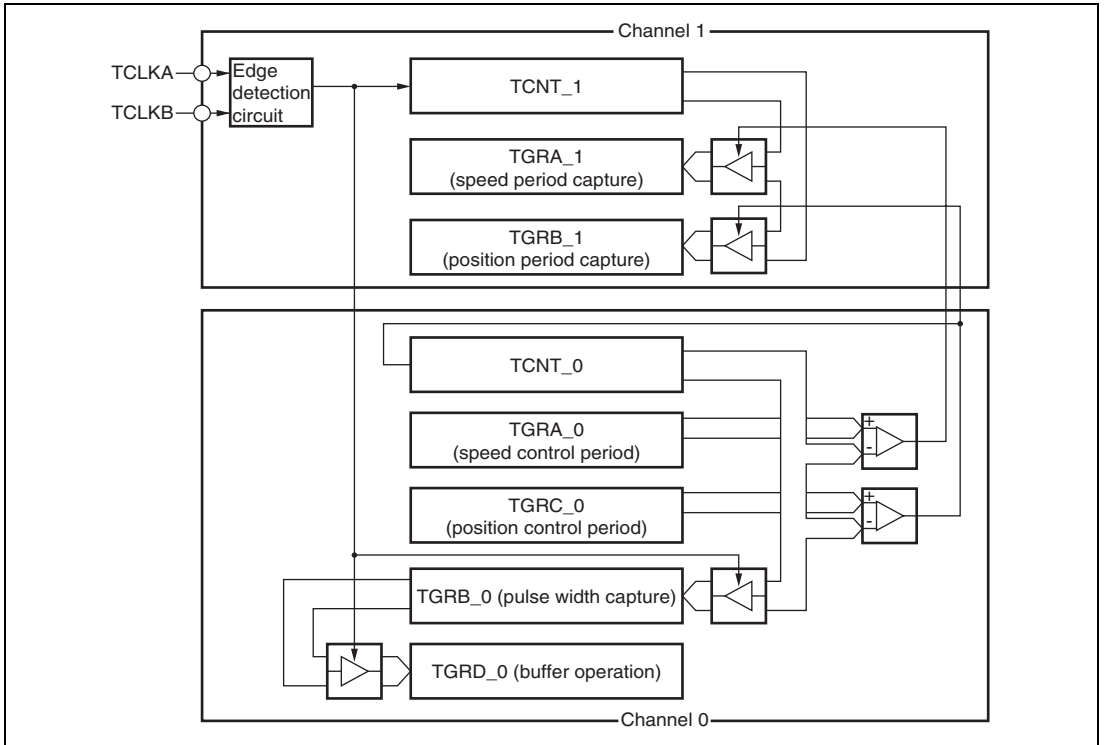 Channel 1
TCLKA
TCLKB
Edge
detection
circuit
TCNT_1
TGRA_1
(speed period capture)
TGRB_1
(position period capture)
TCNT_0
TGRA_0
(speed control period)
+
-
TGRC_0
(position control period)
+
-
TGRB_0 (pulse width capture)
TGRD_0 (buffer operation)
Channel 0